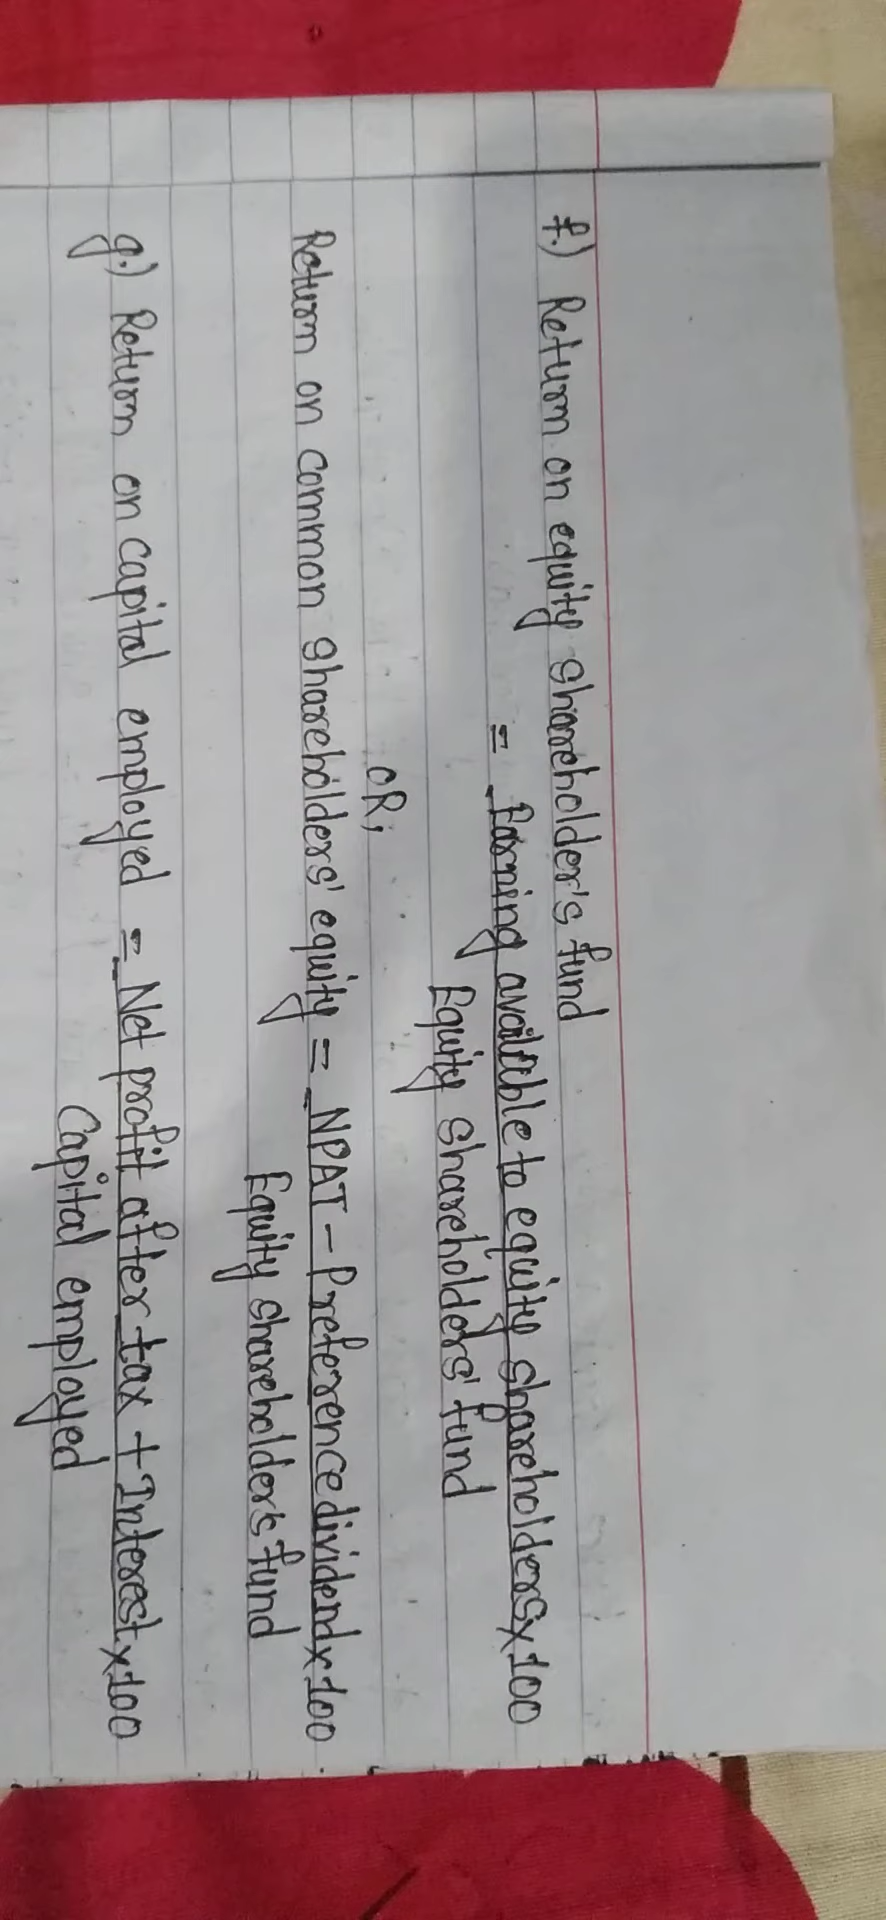 f.) Return on equity shareholder's fund
= Earning available to equity shareholders x 100
Equity shareholders' fund
OR,
Return on common shareholders' equity = NPAT - Preference dividend x 100
Equity shareholder's fund
g.) Return on capital employed = Net profit after tax + Interest x 100
Capital employed